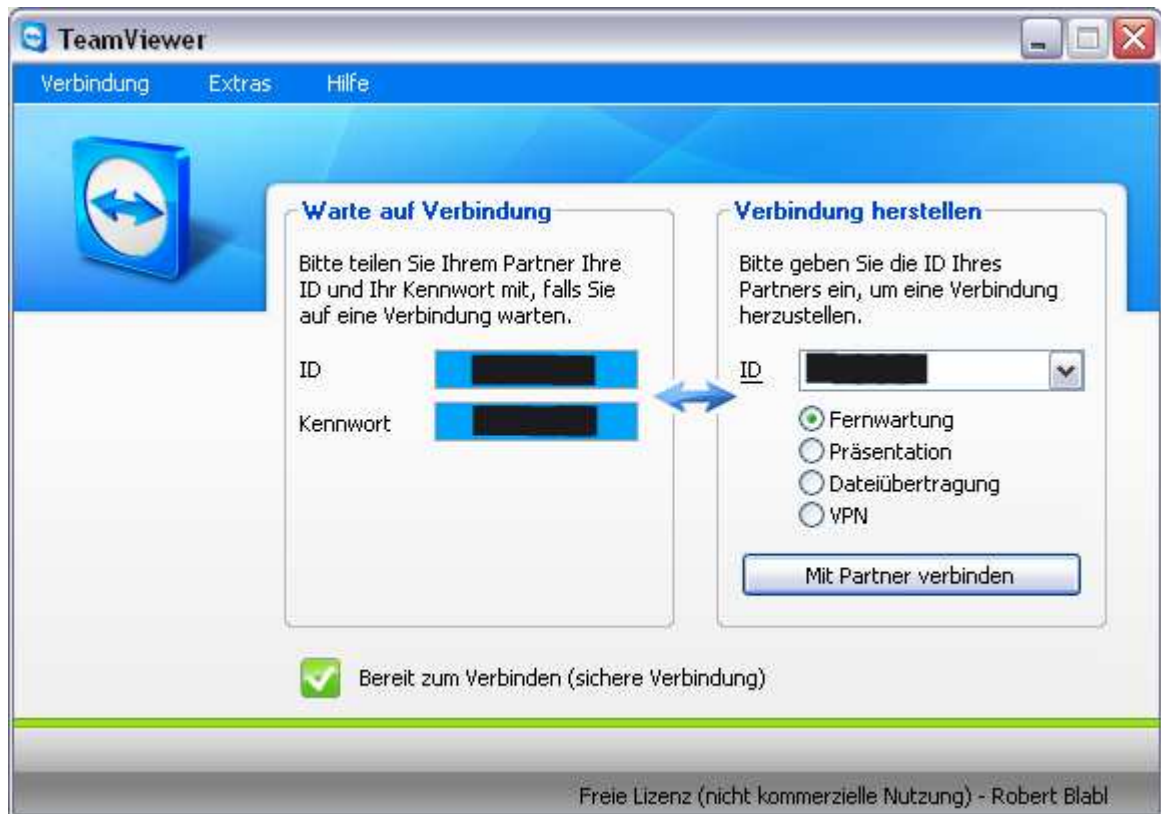 TeamViewer
Verbindung Extras Hilfe
Warte auf Verbindung
Bitte teilen Sie Ihrem Partner Ihre
ID und Ihr Kennwort mit, falls Sie
auf eine Verbindung warten.
ID
Kennwort
Verbindung herstellen
Bitte geben Sie die ID Ihres
Partners ein, um eine Verbindung
herzustellen.
ID
Fernwartung
Präsentation
Dateiübertragung
VPN
Mit Partner verbinden
Bereit zum Verbinden (sichere Verbindung)
Freie Lizenz (nicht kommerzielle Nutzung) - Robert Blabl